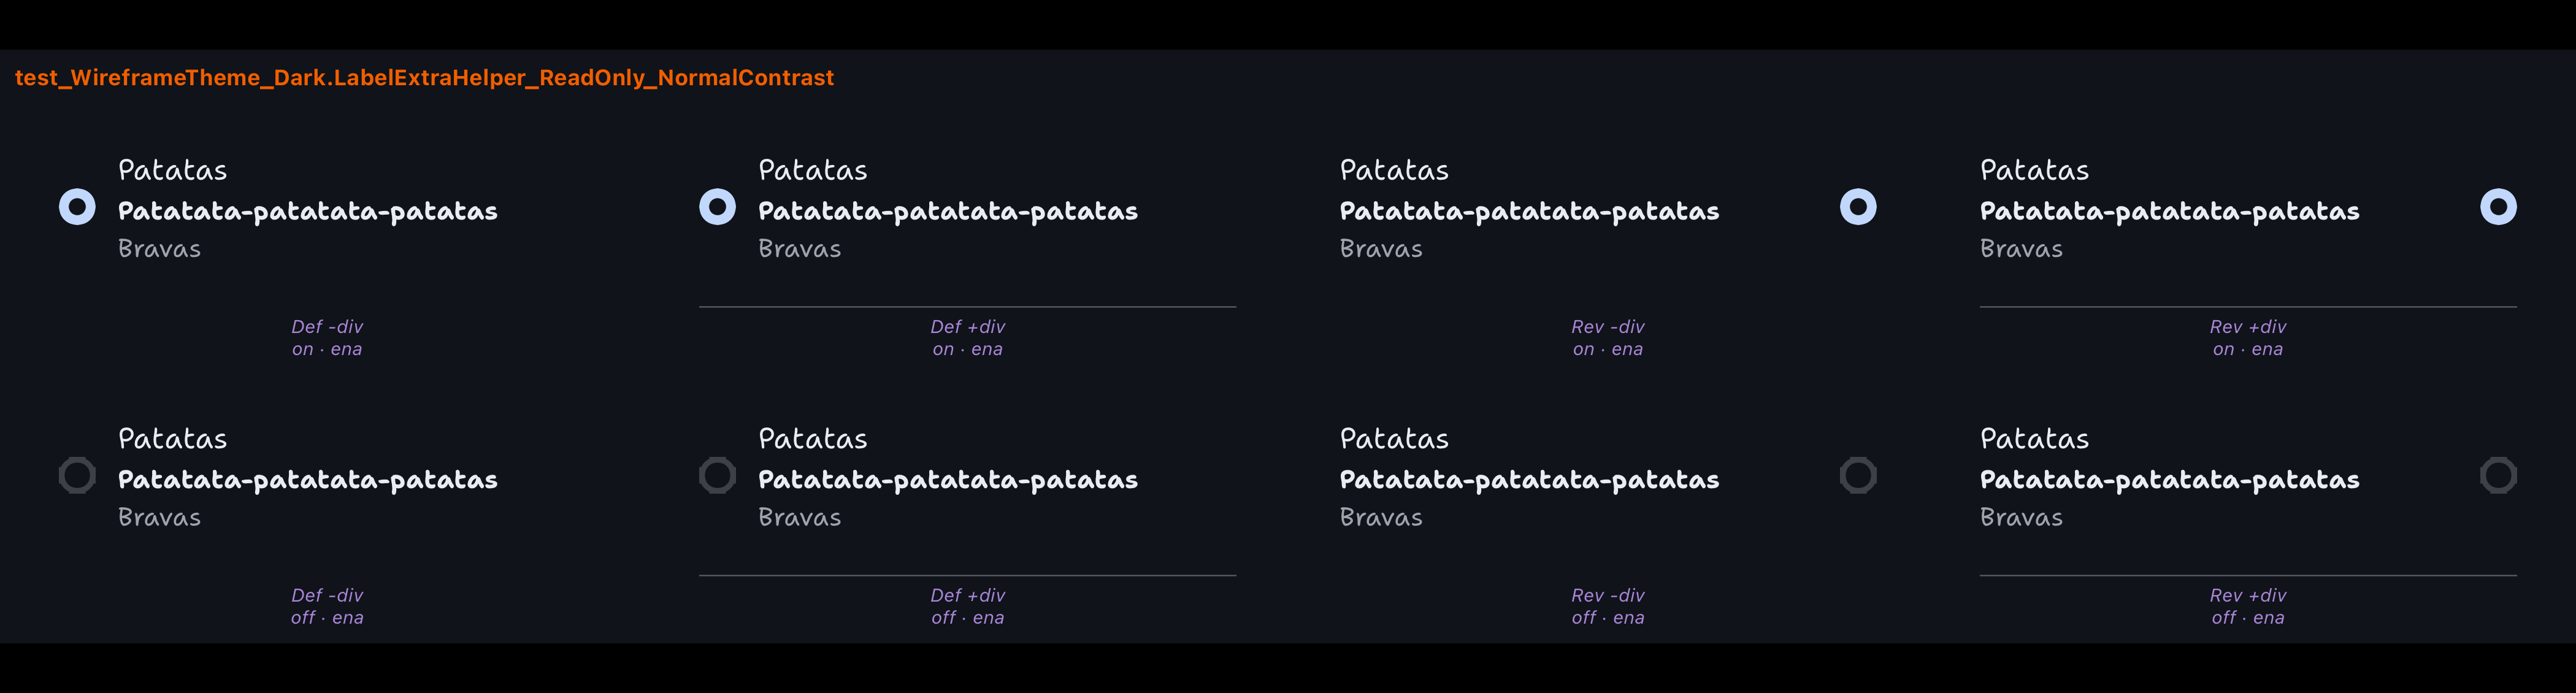 test_WireframeTheme_Dark.LabelExtraHelper_ReadOnly_NormalContrast
Patatas
Patatata-patatata-patatas
Bravas
Def -div
on · ena
Patatas
Patatata-patatata-patatas
Bravas
Def +div
on · ena
Patatas
Patatata-patatata-patatas
Bravas
Rev -div
on · ena
Patatas
Patatata-patatata-patatas
Bravas
Rev +div
on · ena
Patatas
Patatata-patatata-patatas
Bravas
Def -div
off · ena
Patatas
Patatata-patatata-patatas
Bravas
Def +div
off · ena
Patatas
Patatata-patatata-patatas
Bravas
Rev -div
off · ena
Patatas
Patatata-patatata-patatas
Bravas
Rev +div
off · ena